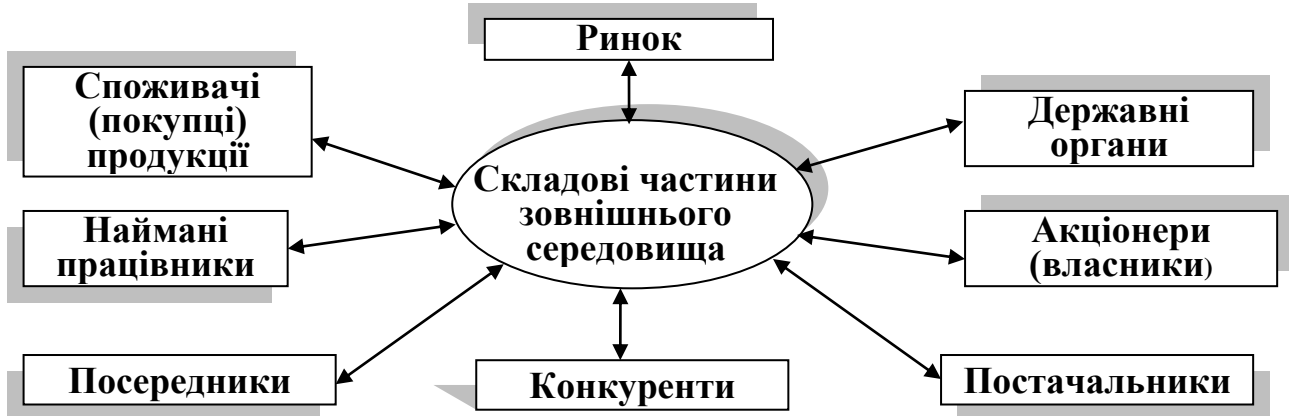 Ринок
Споживачі
(покупці)
продукції
Державні
органи
Складові частини
зовнішнього
середовища
Наймані
працівники
Акціонери
(власники)
Посередники
Конкуренти
Постачальники